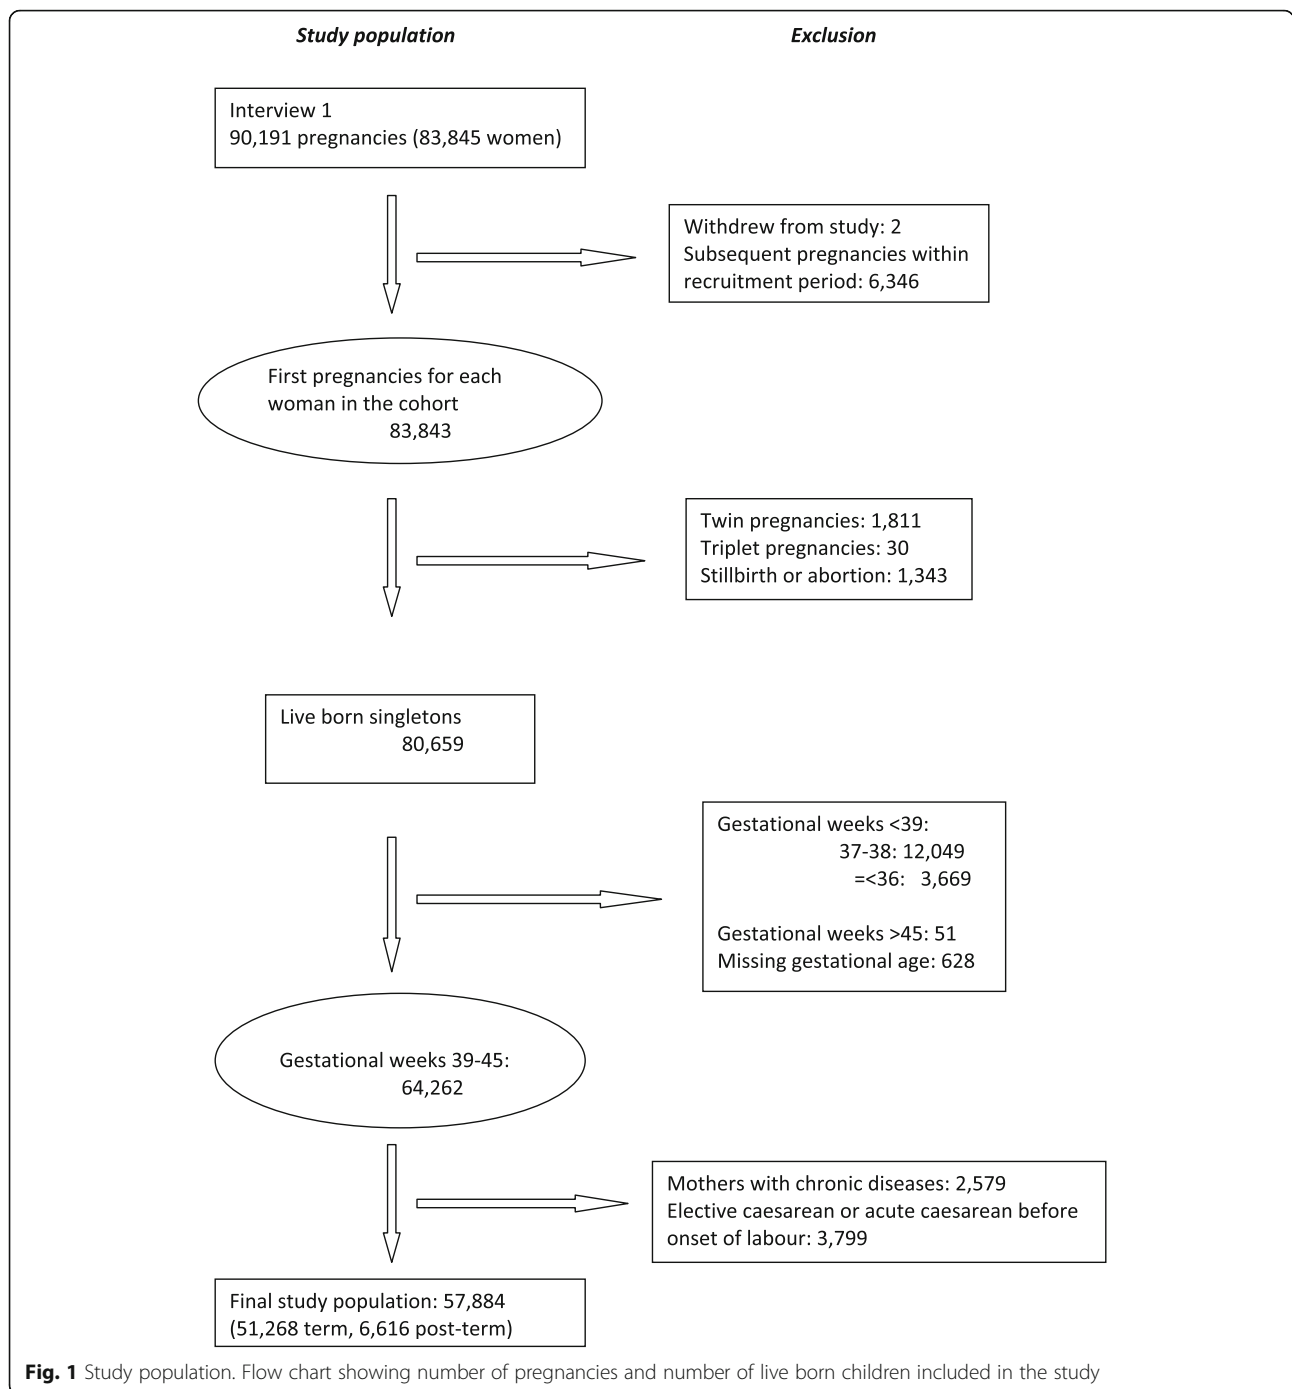 Study population
Exclusion
Interview 1
90,191 pregnancies (83,845 women)
Withdrew from study: 2
Subsequent pregnancies within
recruitment period: 6,346
First pregnancies for each
woman in the cohort
83,843
Twin pregnancies: 1,811
Triplet pregnancies: 30
Stillbirth or abortion: 1,343
Live born singletons
80,659
Gestational weeks <39:
37-38: 12,049
=<36: 3,669
Gestational weeks >45: 51
Missing gestational age: 628
Gestational weeks 39-45:
64,262
Mothers with chronic diseases: 2,579
Elective caesarean or acute caesarean before
onset of labour: 3,799
Final study population: 57,884
(51,268 term, 6,616 post-term)
Fig. 1 Study population. Flow chart showing number of pregnancies and number of live born children included in the study